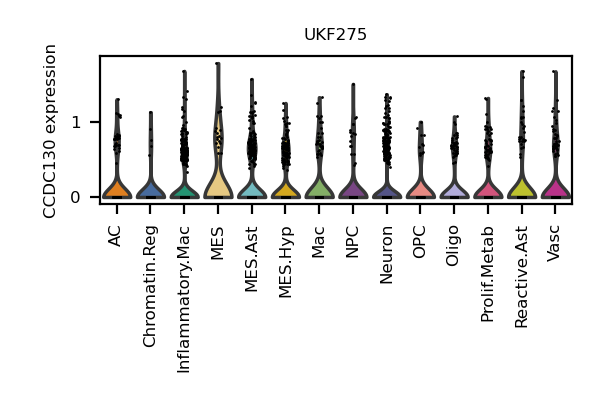 UKF275
CCDC130 expression
1
0
AC
Chromatin.Reg
Inflammatory.Mac
MES
MES.Ast
MES.Hyp
Mac
NPC
Neuron
OPC
Oligo
Prolif.Metab
Reactive.Ast
Vasc